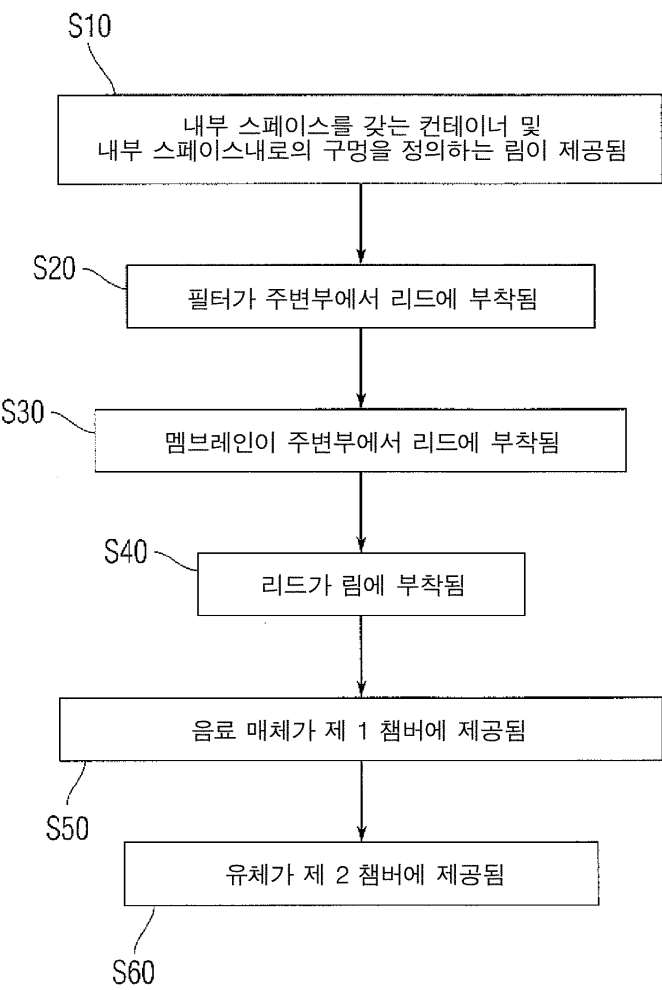 S10
내부 스페이스를 갖는 컨테이너 및
내부 스페이스내로의 구멍을 정의하는 림이 제공됨
S20
필터가 주변부에서 리드에 부착됨
S30
멤브레인이 주변부에서 리드에 부착됨
S40
리드가 림에 부착됨
음료 매체가 제 1 챔버에 제공됨
S50
유체가 제 2 챔버에 제공됨
S60